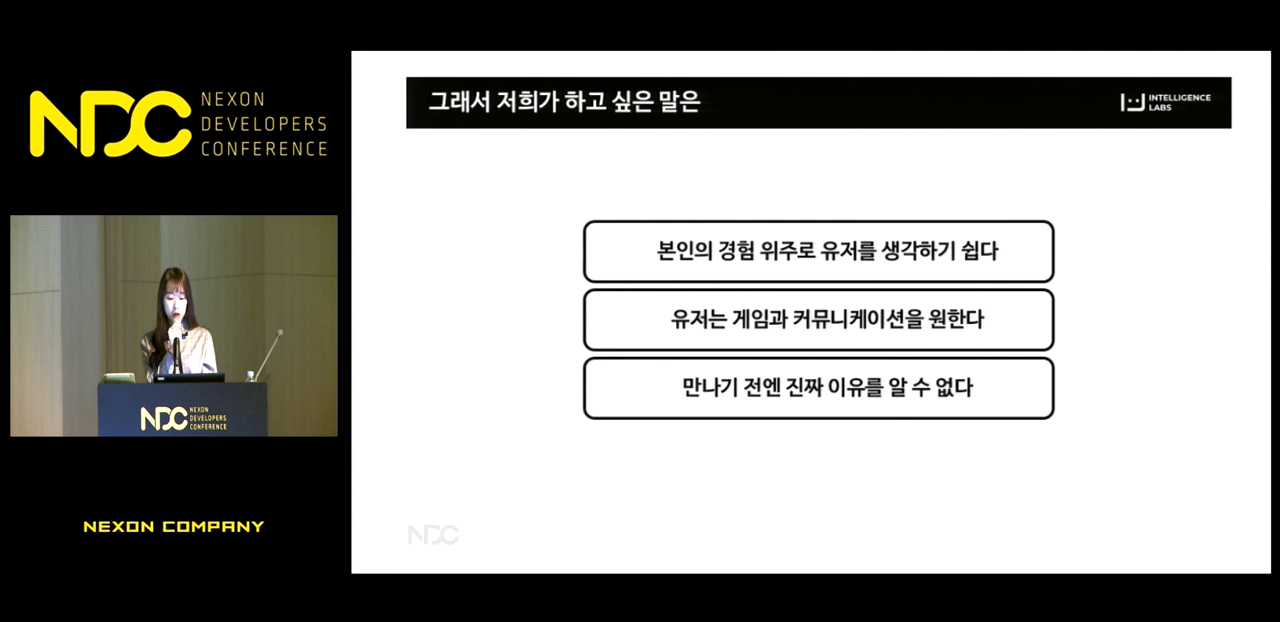 NDC
NEXON
DEVELOPERS
CONFERENCE
그래서 저희가 하고 싶은 말은
INTELLIGENCE
LABS
본인의 경험 위주로 유저를 생각하기 쉽다
유저는 게임과 커뮤니케이션을 원한다
만나기 전엔 진짜 이유를 알 수 없다
NDC
NEXON
DEVELOPERS
CONFERENCE
NEXON COMPANY
NDC